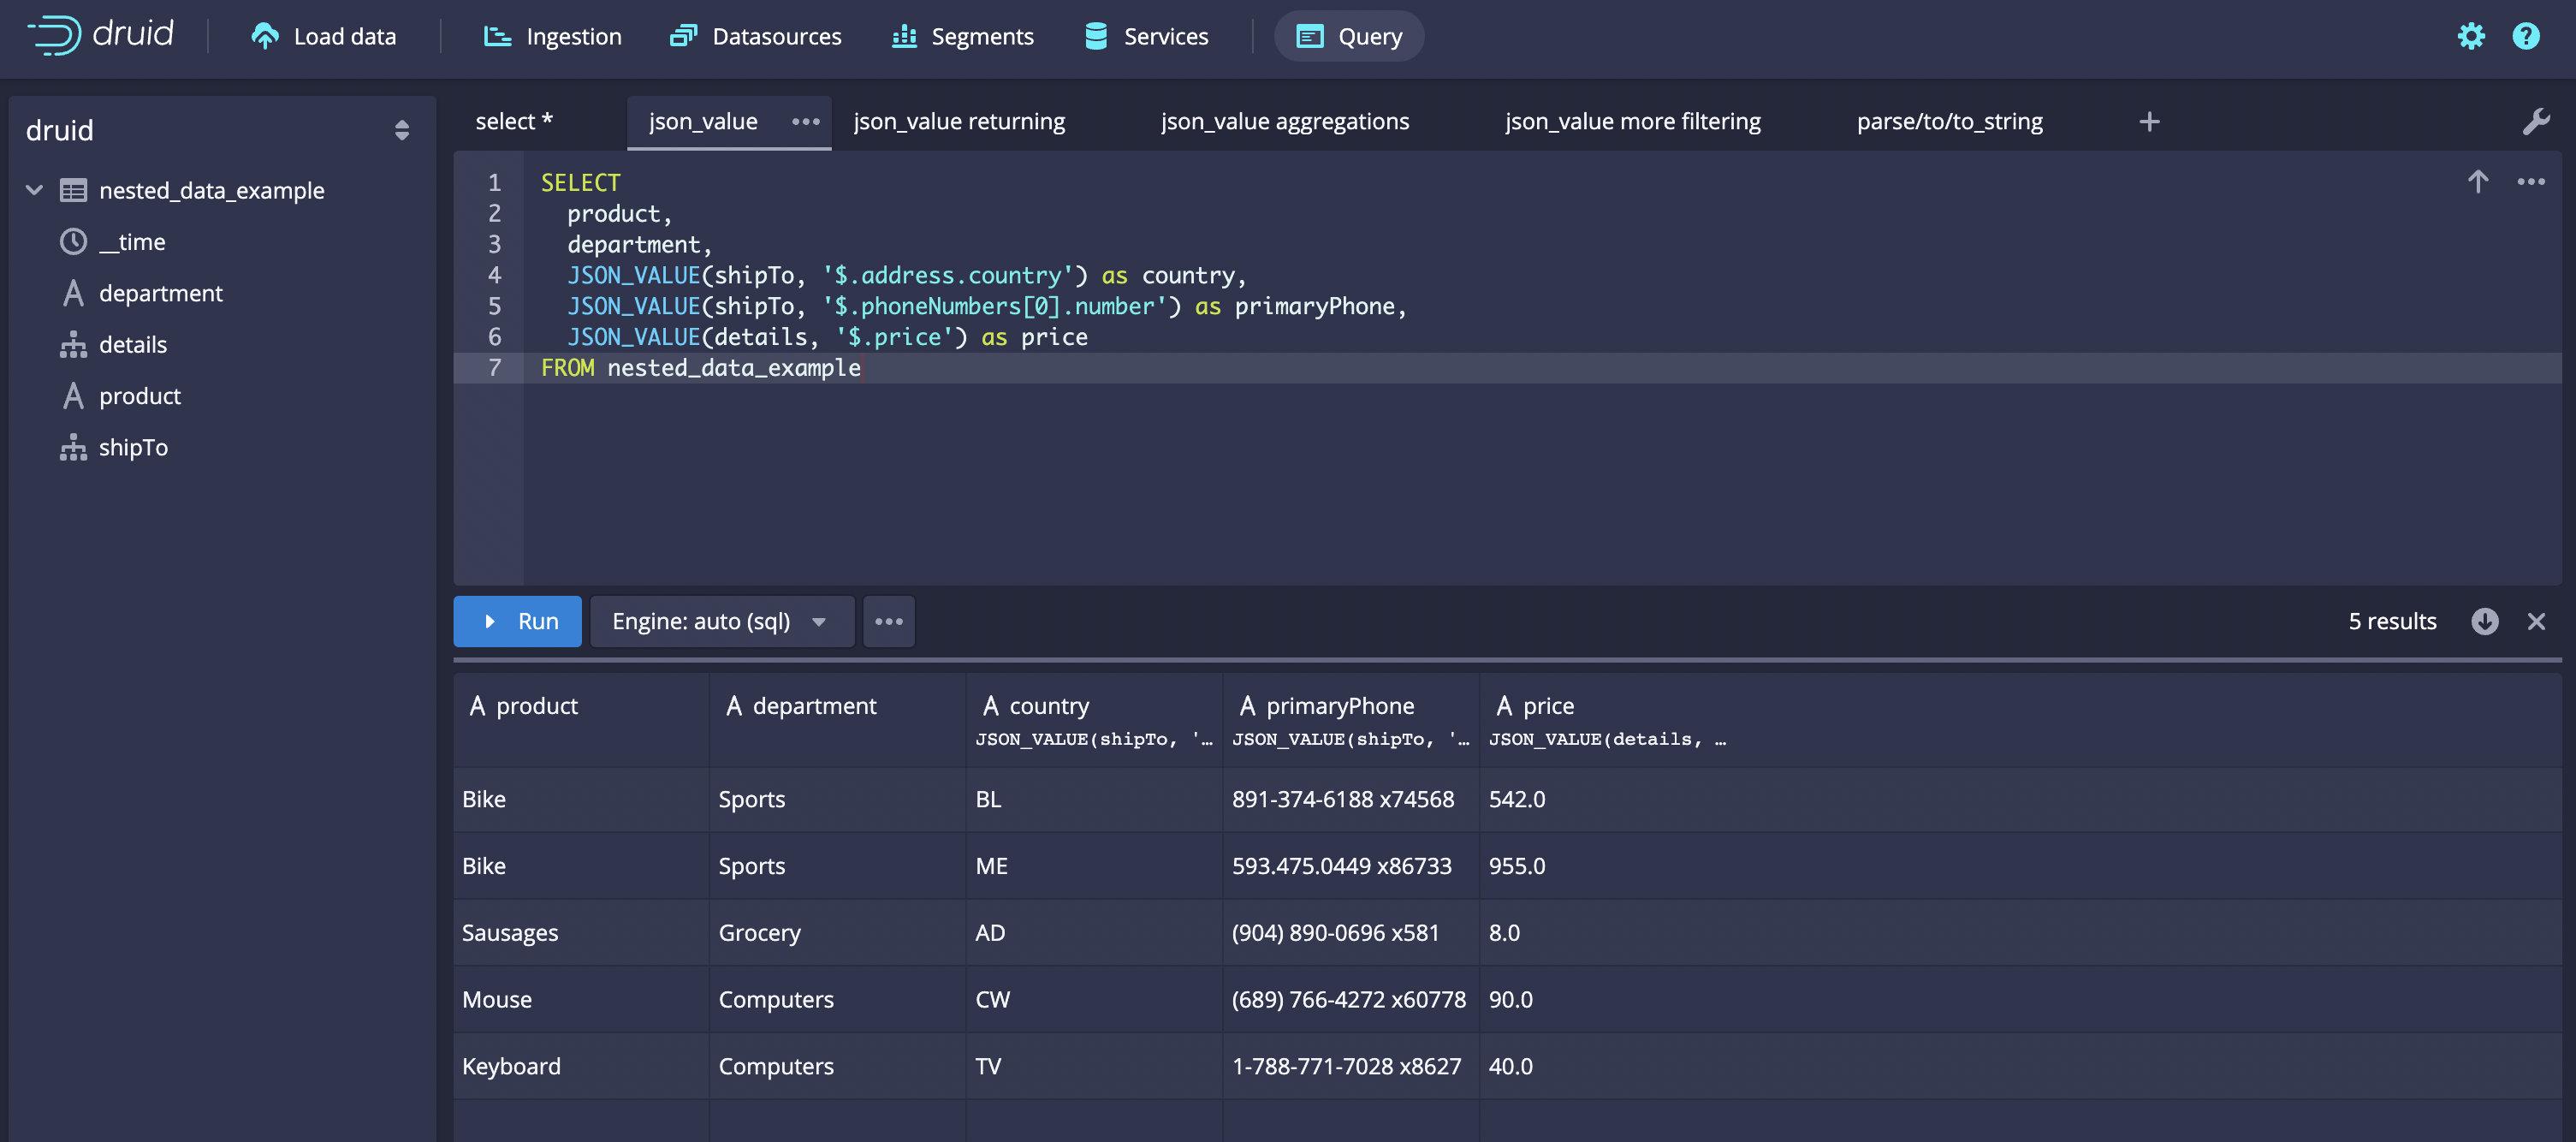 druid Load data Ingestion Datasources Segments Services Query
druid
nested_data_example
__time
department
details
product
shipTo
select * json_value json_value returning json_value aggregations json_value more filtering parse/to/to_string
1 SELECT
2 product,
3 department,
4 JSON_VALUE(shipTo, '$.address.country') as country,
5 JSON_VALUE(shipTo, '$.phoneNumbers[0].number') as primaryPhone,
6 JSON_VALUE(details, '$.price') as price
7 FROM nested_data_example
Run Engine: auto (sql) 5 results
product department country primaryPhone price
JSON_VALUE(shipTo, '… JSON_VALUE(shipTo, '… JSON_VALUE(details, …
Bike Sports BL 891-374-6188 x74568 542.0
Bike Sports ME 593.475.0449 x86733 955.0
Sausages Grocery AD (904) 890-0696 x581 8.0
Mouse Computers CW (689) 766-4272 x60778 90.0
Keyboard Computers TV 1-788-771-7028 x8627 40.0